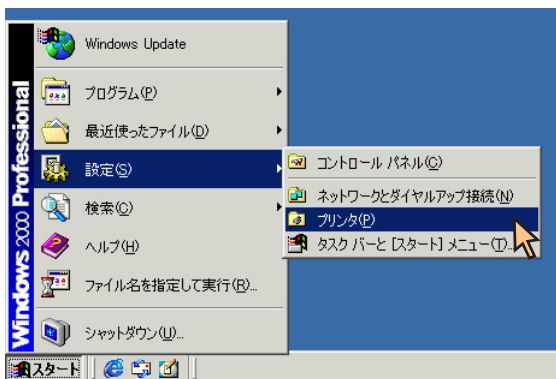 Windows 2000 Professional
Windows Update
プログラム(P)
最近使ったファイル(D)
設定(S)
検索(C)
ヘルプ(H)
ファイル名を指定して実行(R)...
シャットダウン(U)...
コントロール パネル(C)
ネットワークとダイヤルアップ接続(N)
プリンタ(P)
タスク バーと [スタート] メニュー(T)...
スタート